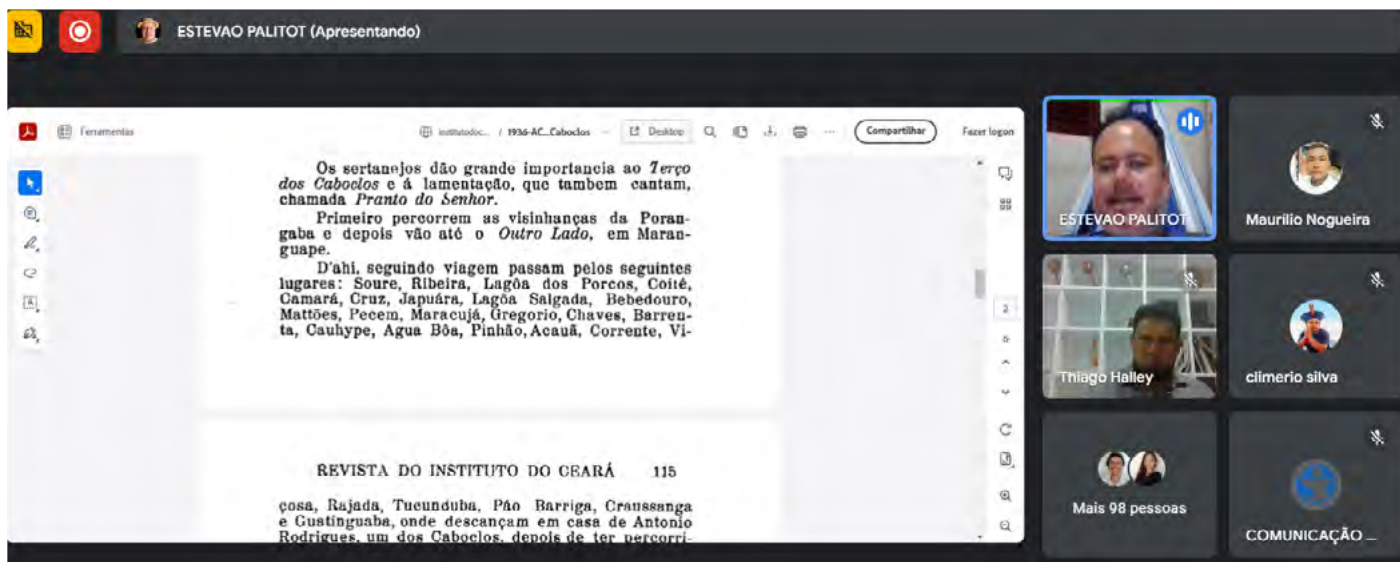 ESTEVAO PALITOT (Apresentando)
Ferramentas
1936-AC...Caboclos
Desktop
Compartilhar
Fazer logon
Os sertanejos dão grande importancia ao Terço
dos Caboclos e á lamentação, que tambem cantam,
chamada Pranto do Senhor.
Primeiro percorrem as visinhanças da Poran-
gaba e depois vão até o Outro Lado, em Maran-
guape.
D'ahi, seguindo viagem passam pelos seguintes
lugares: Soure, Ribeira, Lagôa dos Porcos, Coité,
Camará, Cruz, Japuára, Lagôa Salgada, Bebedouro,
Mattões, Pecem, Maracujá, Gregorio, Chaves, Barren-
ta, Cauhype, Agua Bôa, Pinhão, Acauã, Corrente, Vi-
2
REVISTA DO INSTITUTO DO CEARÁ 115
çosa, Rajada, Tucunduba, Páo Barriga, Craussanga
e Guatinguaba, onde descançam em casa de Antonio
Rodrigues, um dos Caboclos, depois de ter percorri-
ESTEVAO PALITOT
Maurilio Nogueira
Thiago Halley
climerio silva
Mais 98 pessoas
COMUNICAÇÃO ...